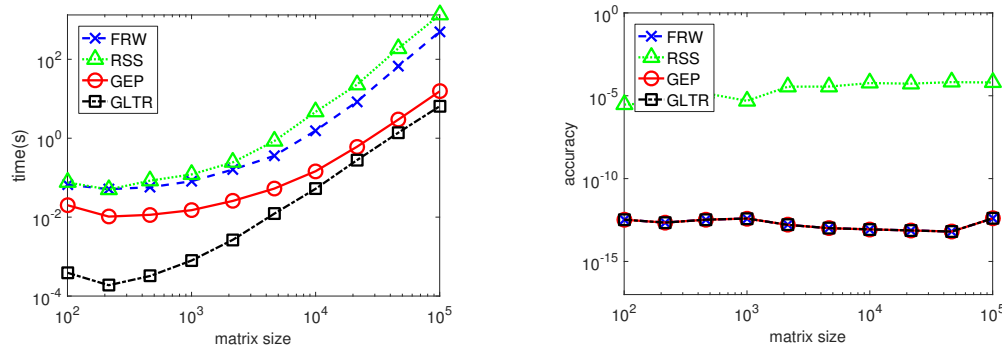 time(s)
10^2
10^0
10^-2
10^-4
FRW
RSS
GEP
GLTR
10^2
10^3
10^4
10^5
matrix size
accuracy
10^0
10^-5
10^-10
10^-15
FRW
RSS
GEP
GLTR
10^2
10^3
10^4
10^5
matrix size